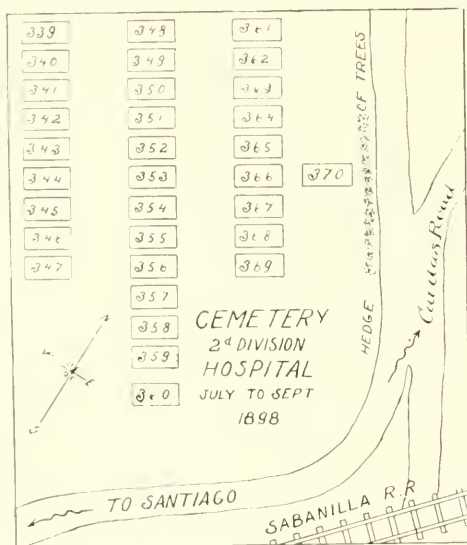 339 348 361
340 349 362
341 350 363
342 351 364
343 352 365
344 353 366 370
345 354 367
346 355 368
347 356 369
357
358
359
360
HEDGE OF TREES
CEMETERY
2d DIVISION
HOSPITAL
JULY TO SEPT
1898
TO SANTIAGO
SABANILLA R.R